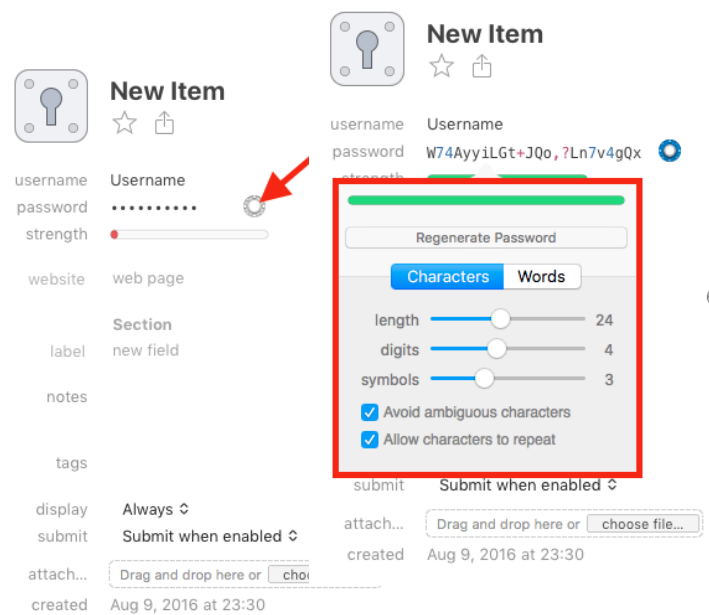 New Item
username Username
password ••••••••••
strength
website web page
Section
label new field
notes
tags
display Always
submit Submit when enabled
attach... Drag and drop here or
created Aug 9, 2016 at 23:30
New Item
username Username
password W74AyyiLGt+JQo,?Ln7v4gQx
strength
Regenerate Password
Characters Words
length 24
digits 4
symbols 3
Avoid ambiguous characters
Allow characters to repeat
submit Submit when enabled
attach... Drag and drop here or choose file...
created Aug 9, 2016 at 23:30